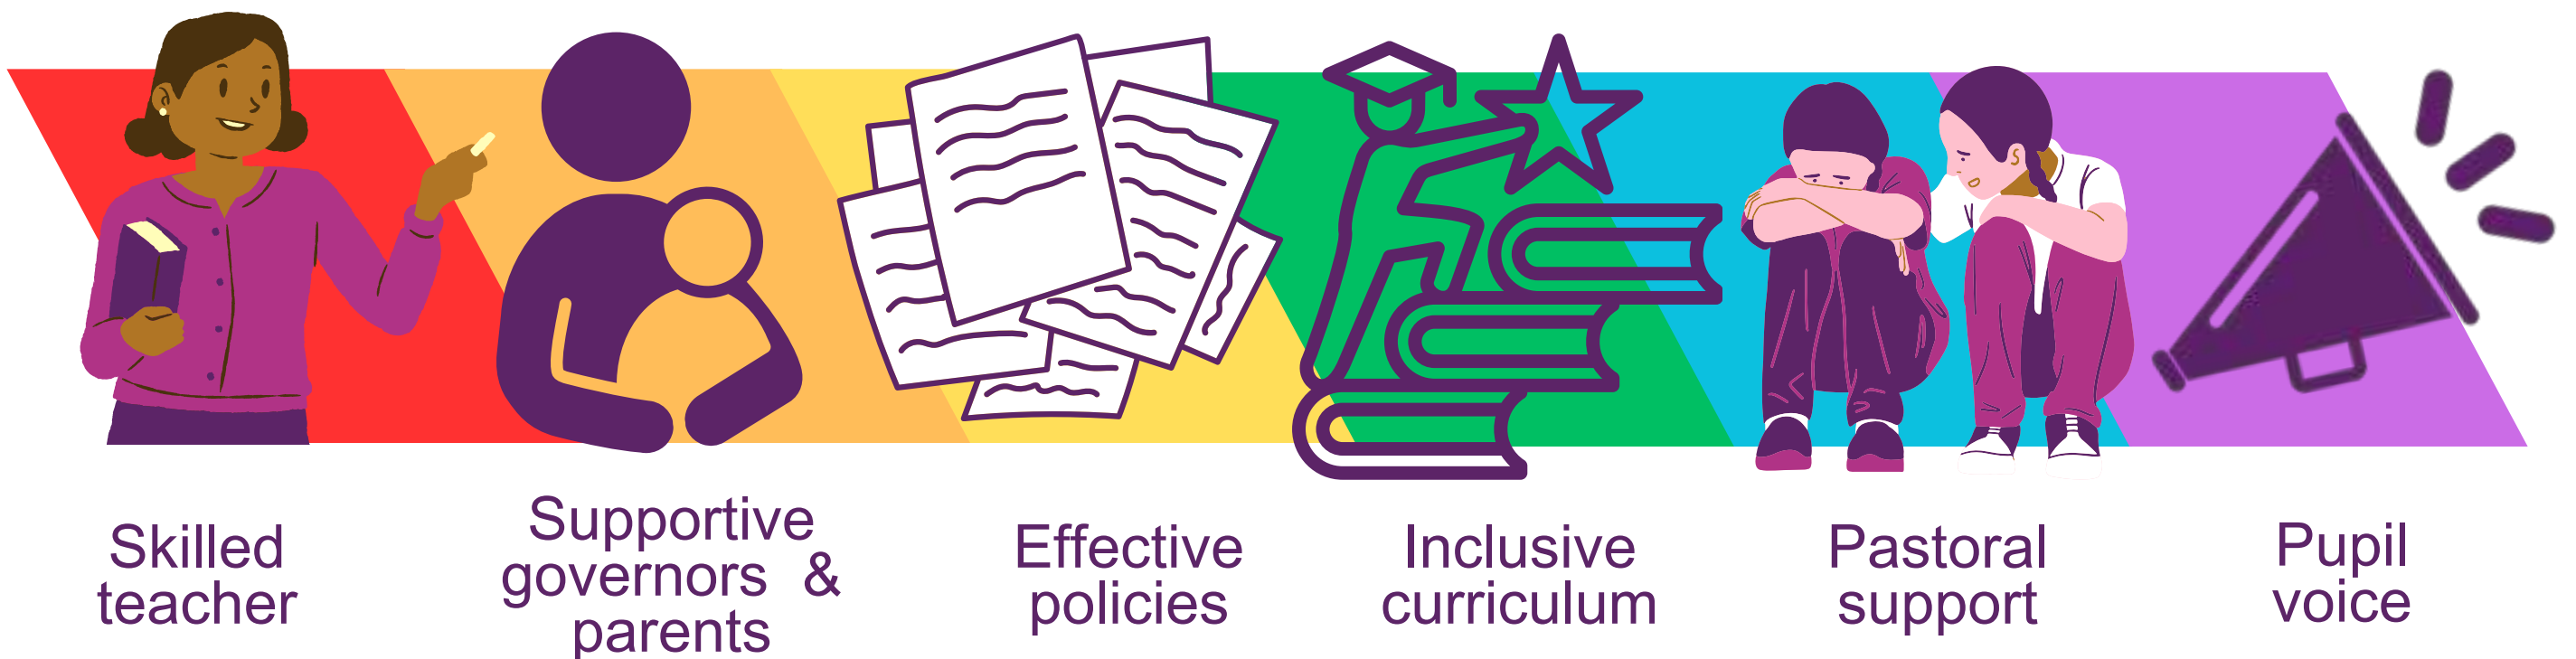 Skilled
teacher
Supportive
governors &
parents
Effective
policies
Inclusive
curriculum
Pastoral
support
Pupil
voice